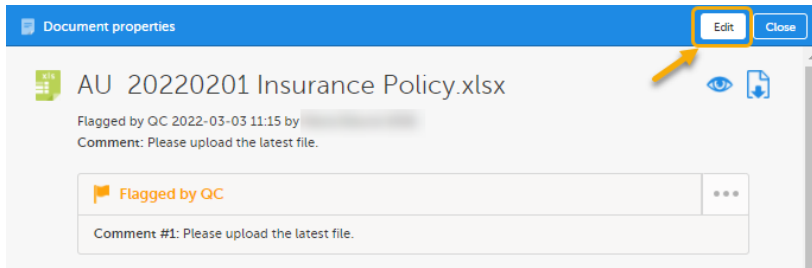 Document properties
Edit
Close
AU 20220201 Insurance Policy.xlsx
Flagged by QC 2022-03-03 11:15 by
Comment: Please upload the latest file.
Flagged by QC
Comment #1: Please upload the latest file.